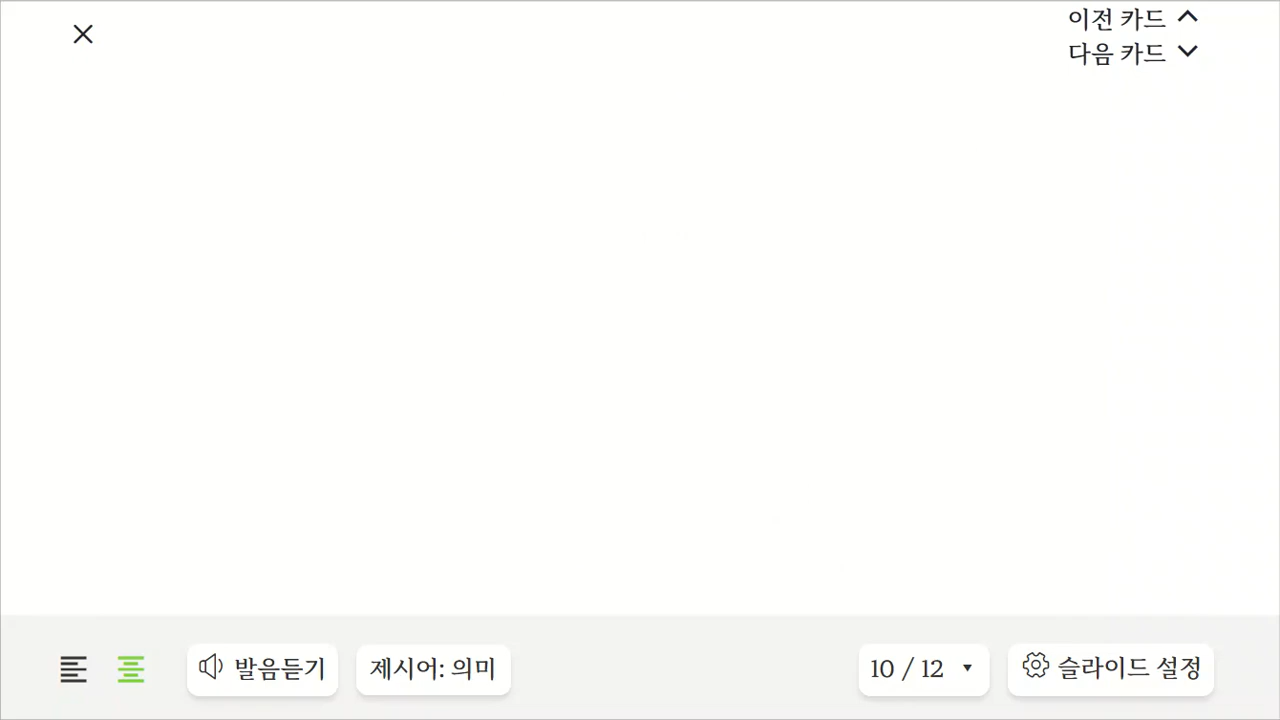 이전 카드
다음 카드
발음듣기
제시어: 의미
10 / 12
슬라이드 설정